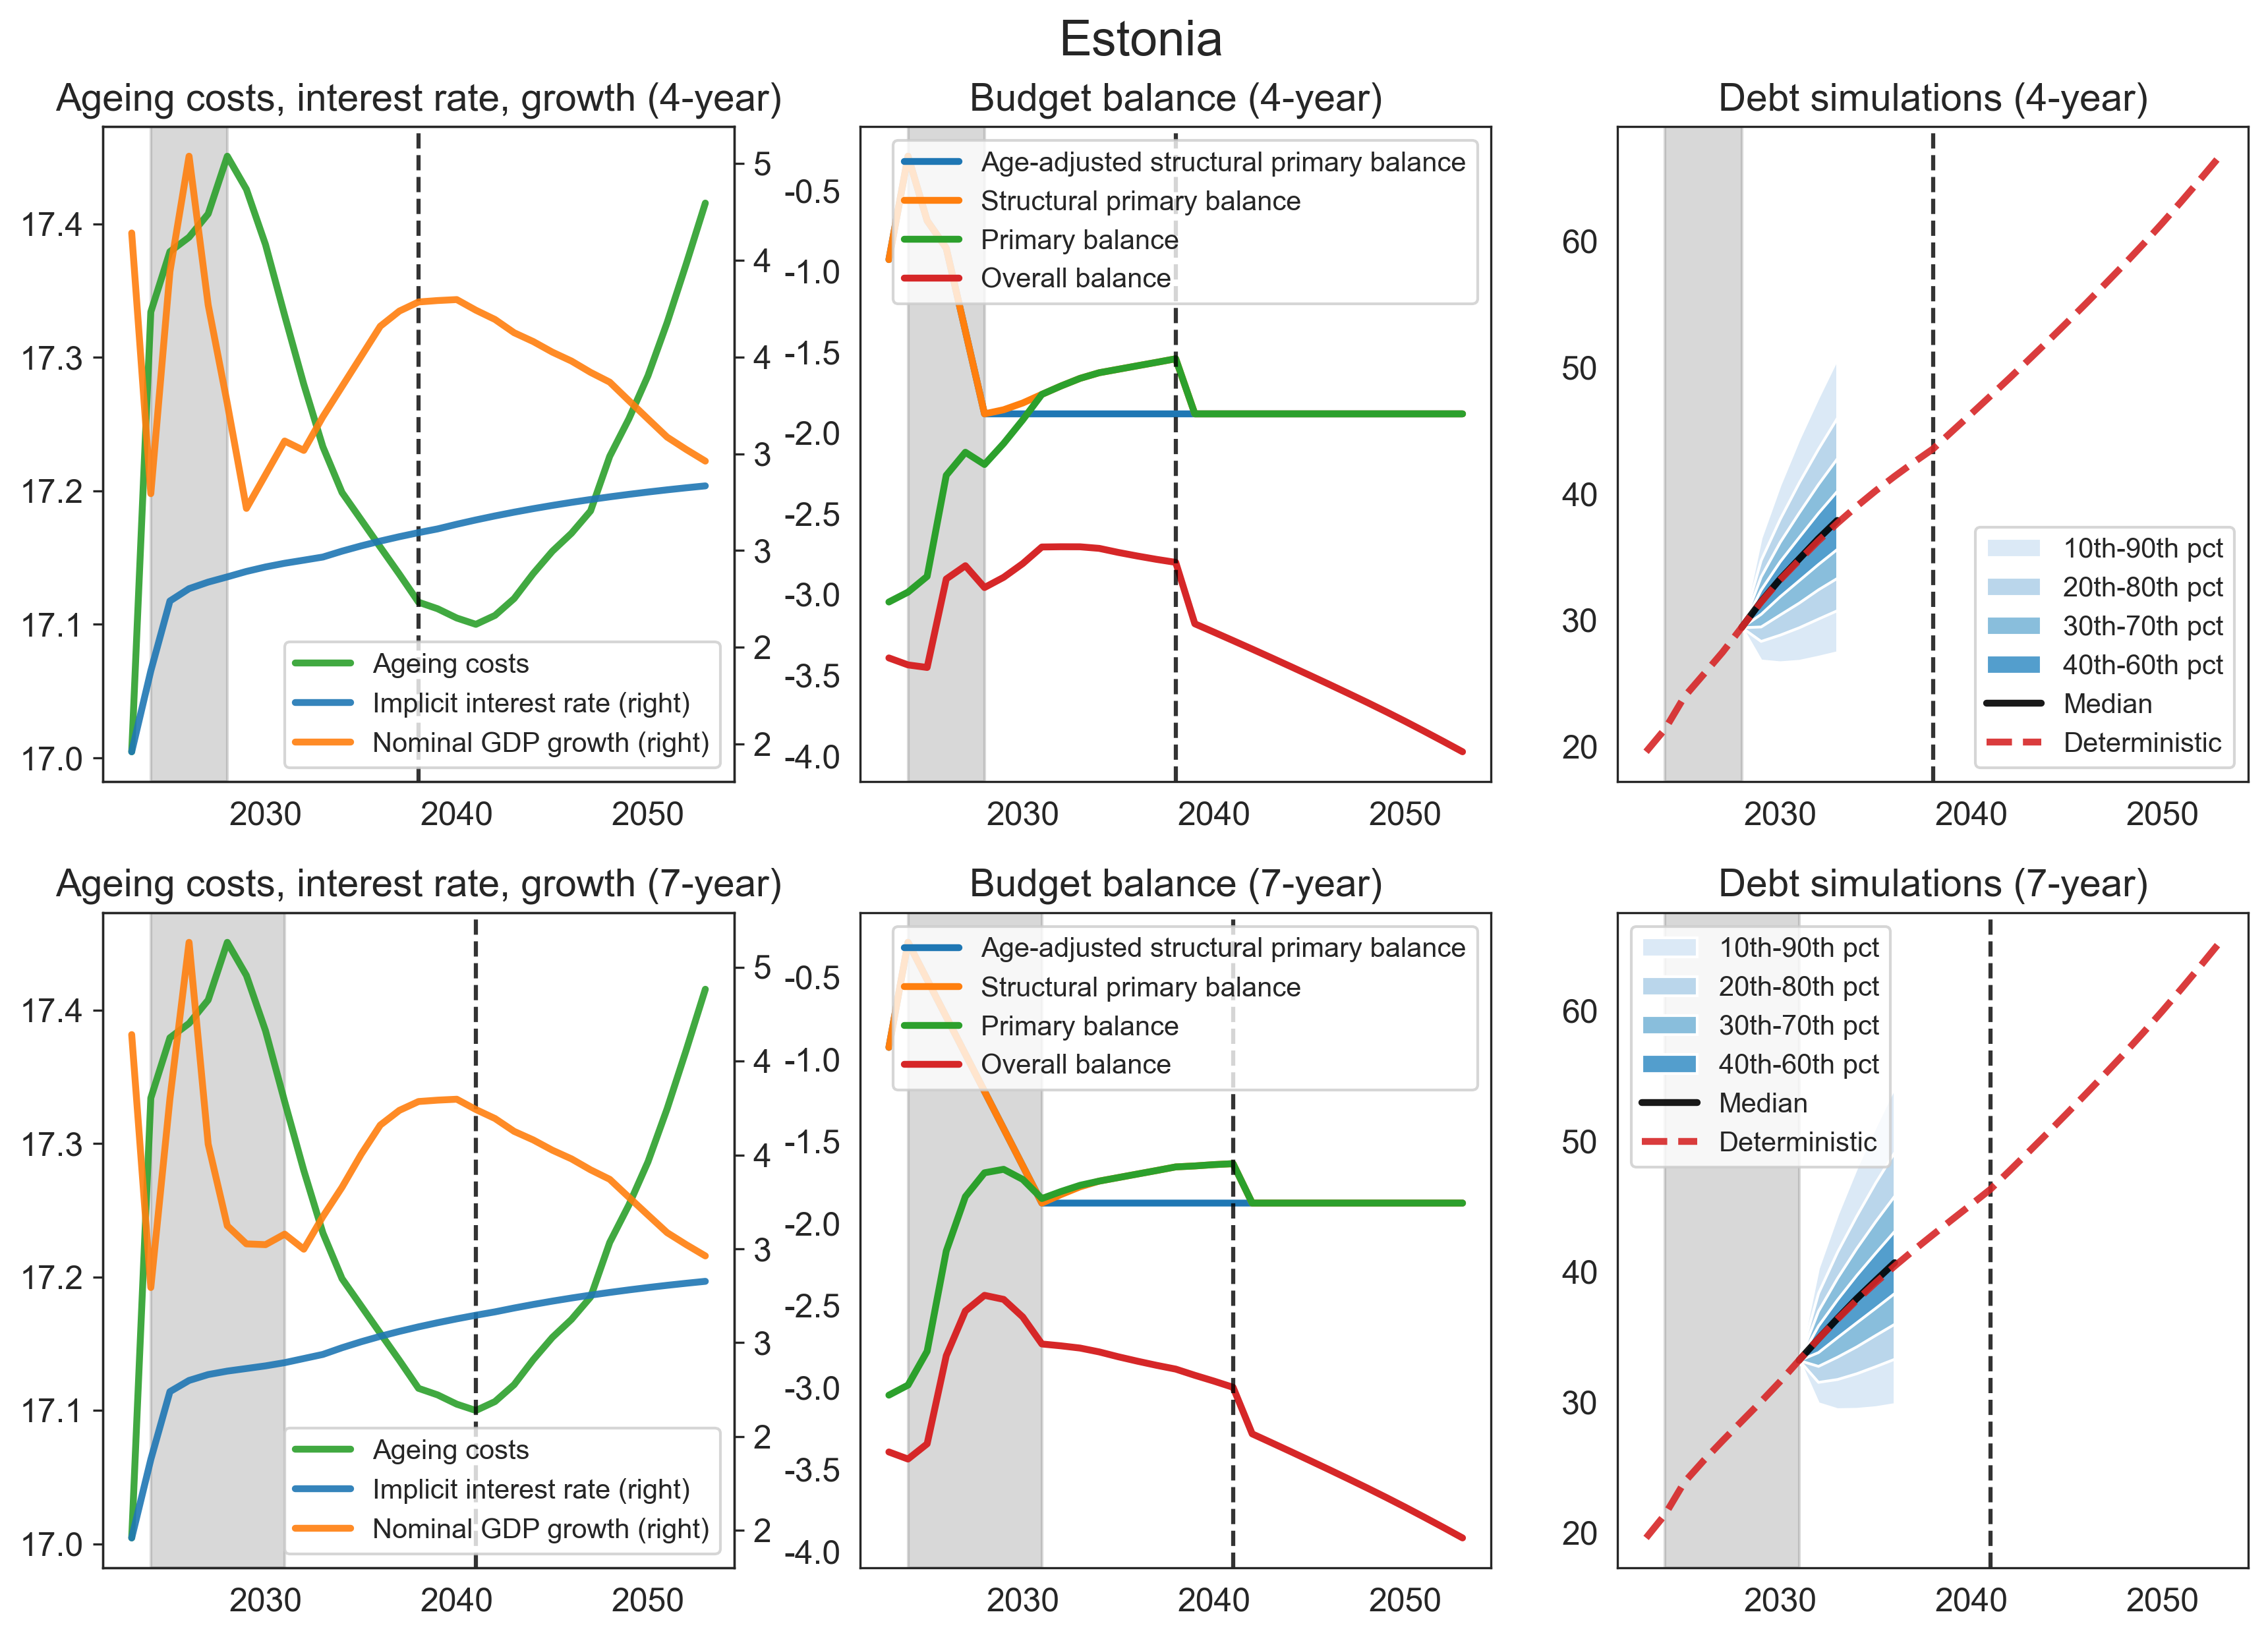 Estonia
Ageing costs, interest rate, growth (4-year)
17.4
17.3
17.2
17.1
17.0
5
4
4
3
3
2
2
2030
2040
2050
Ageing costs
Implicit interest rate (right)
Nominal GDP growth (right)
Budget balance (4-year)
-0.5
-1.0
-1.5
-2.0
-2.5
-3.0
-3.5
-4.0
2030
2040
2050
Age-adjusted structural primary balance
Structural primary balance
Primary balance
Overall balance
Debt simulations (4-year)
60
50
40
30
20
2030
2040
2050
10th-90th pct
20th-80th pct
30th-70th pct
40th-60th pct
Median
Deterministic
Ageing costs, interest rate, growth (7-year)
17.4
17.3
17.2
17.1
17.0
5
4
4
3
3
2
2
2030
2040
2050
Ageing costs
Implicit interest rate (right)
Nominal GDP growth (right)
Budget balance (7-year)
-0.5
-1.0
-1.5
-2.0
-2.5
-3.0
-3.5
-4.0
2030
2040
2050
Age-adjusted structural primary balance
Structural primary balance
Primary balance
Overall balance
Debt simulations (7-year)
60
50
40
30
20
2030
2040
2050
10th-90th pct
20th-80th pct
30th-70th pct
40th-60th pct
Median
Deterministic